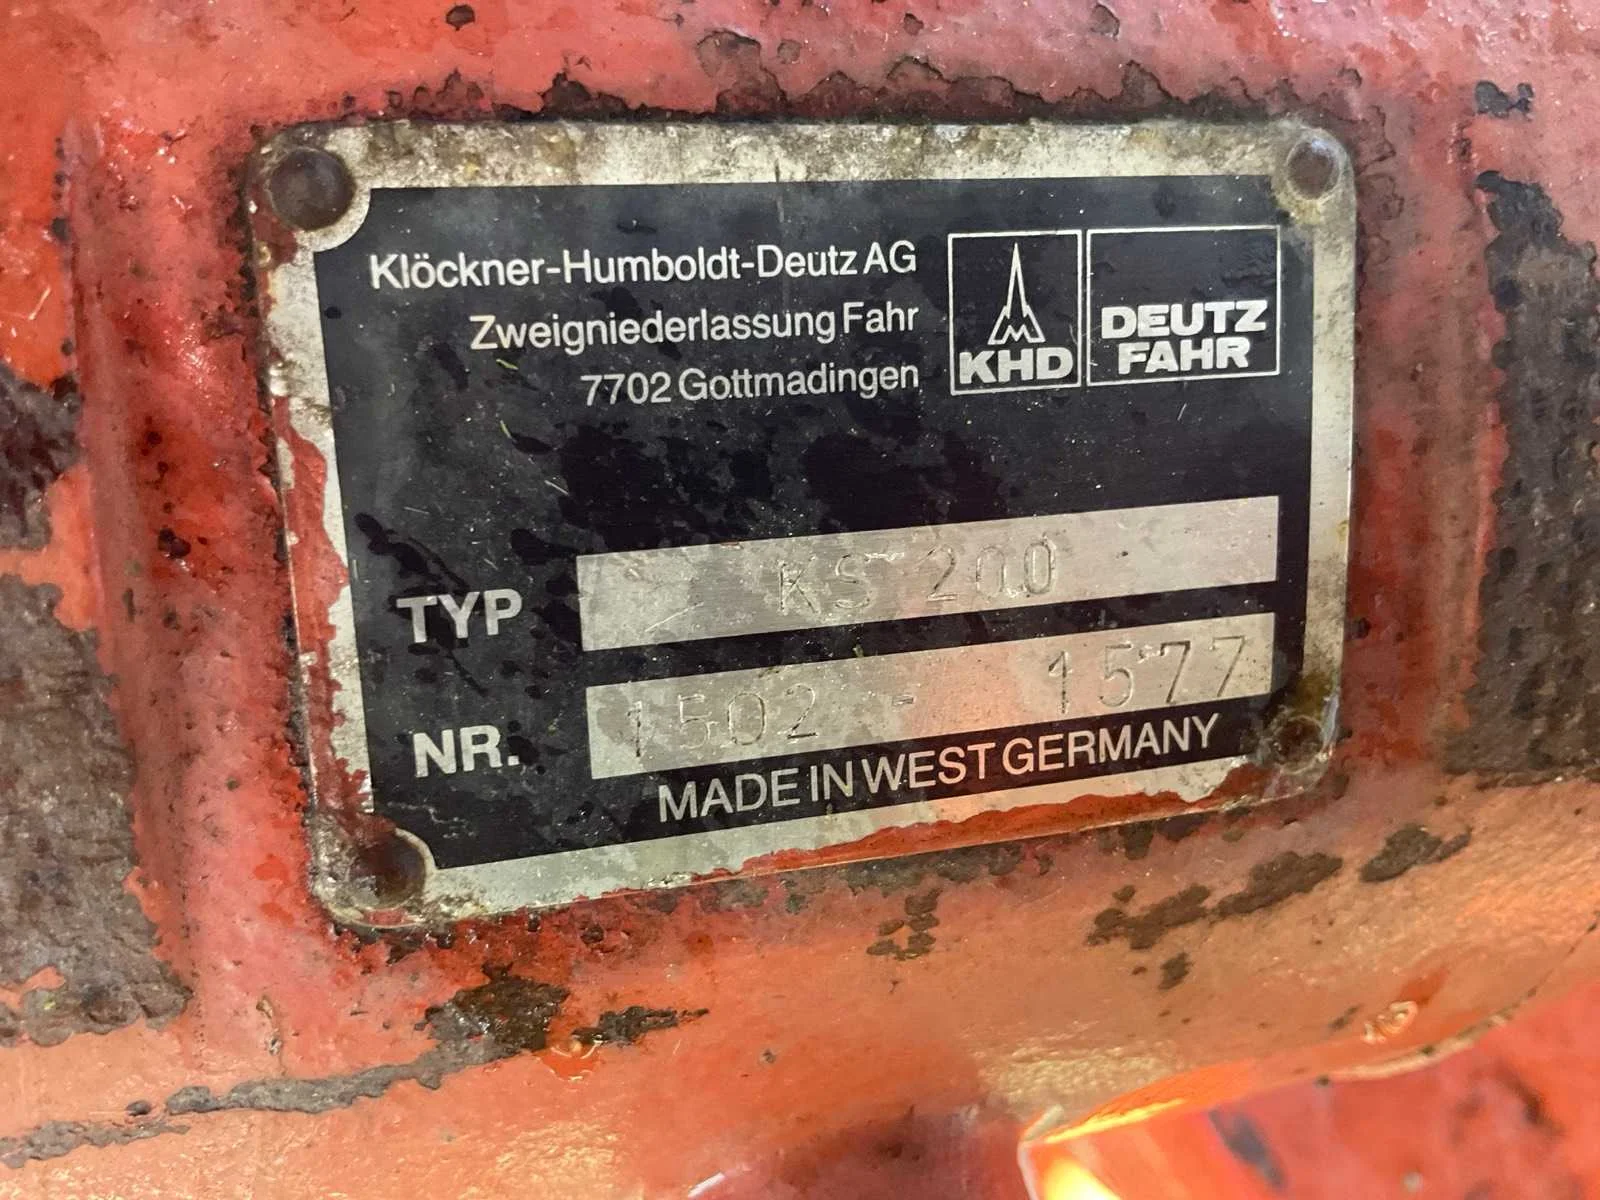 Klöckner-Humboldt-Deutz AG
Zweigniederlassung Fahr
7702 Gottmadingen
KHD
DEUTZ
FAHR
TYP KS 200
NR. 1502 - 1577
MADE IN WEST GERMANY